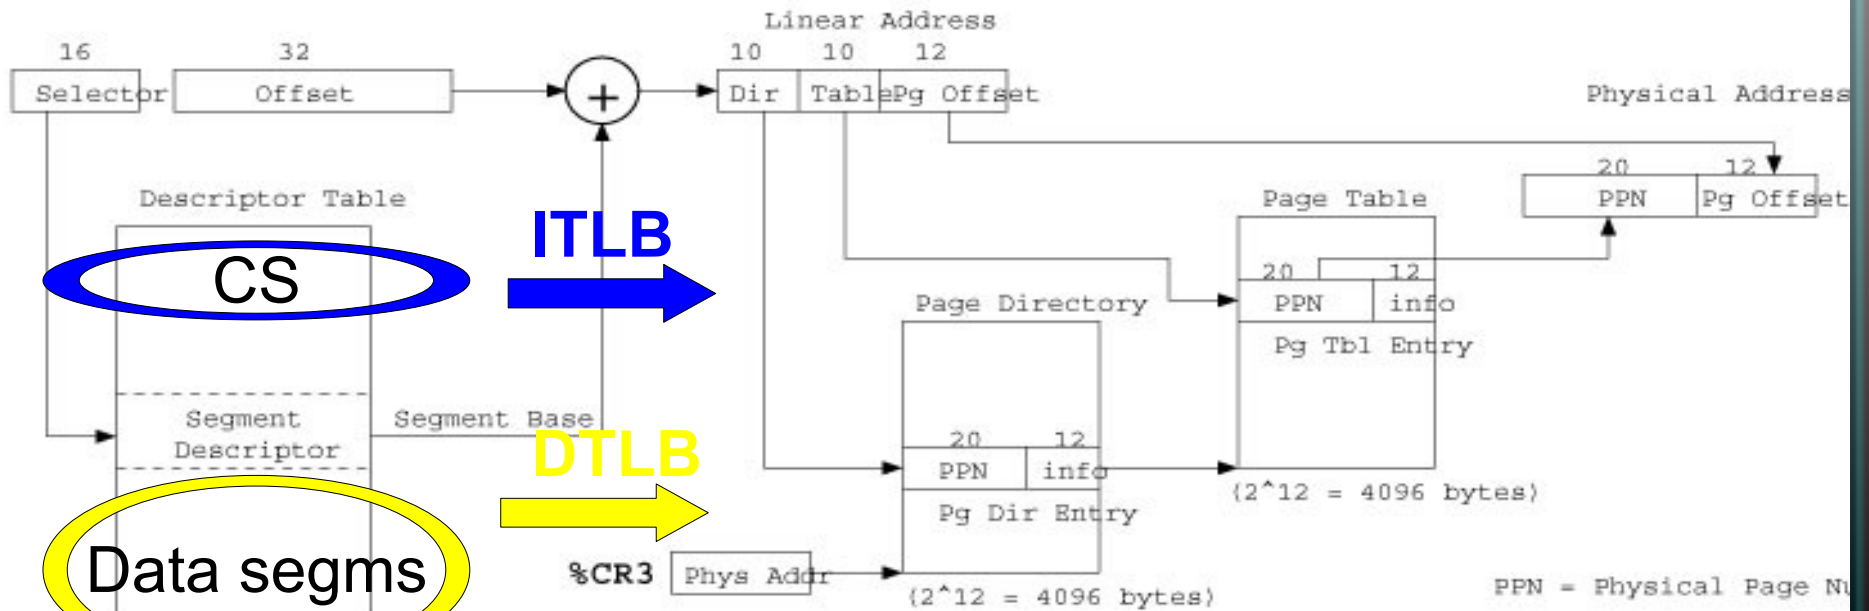 Linear Address
16 32 10 10 12
Selector Offset + Dir Table Pg Offset
Physical Address
20 12
PPN Pg Offset
Descriptor Table
Page Table
ITLB
CS
20 12
PPN info
Pg Tbl Entry
Page Directory
Segment
Descriptor
Segment Base
DTLB
20 12
PPN info
Pg Dir Entry
(2^12 = 4096 bytes)
Data segms
%CR3 Phys Addr
(2^12 = 4096 bytes)
PPN = Physical Page